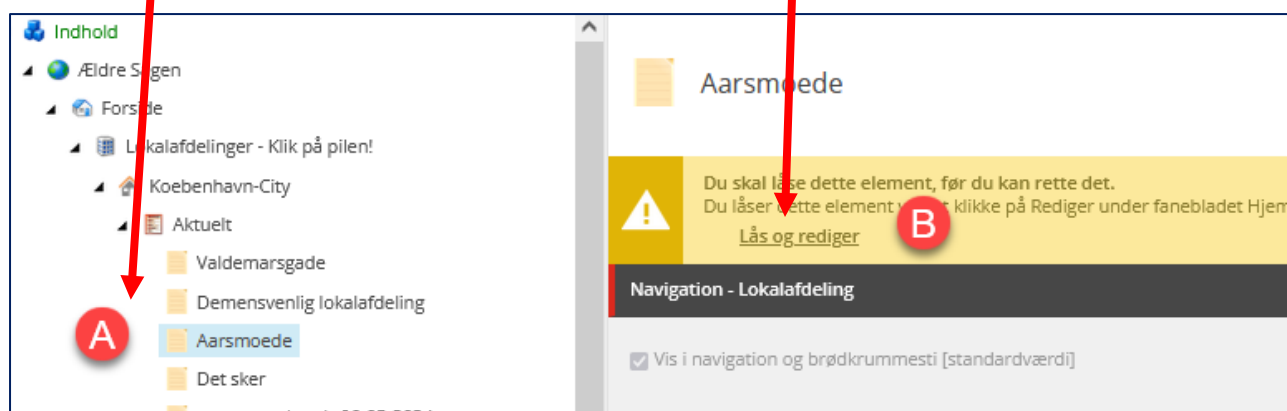 Indhold
Ældre Sagen
Forside
Lokalafdelinger - Klik på pilen!
Koebenhavn-City
Aktuelt
Valdemarsgade
Demensvenlig lokalafdeling
A
Aarsmoede
Det sker
Aarsmoede
Du skal låse dette element, før du kan rette det.
Du låser dette element klikke på Rediger under fanebladet Hjem
Lås og rediger
B
Navigation - Lokalafdeling
Vis i navigation og brødkrummesti [standardværdi]